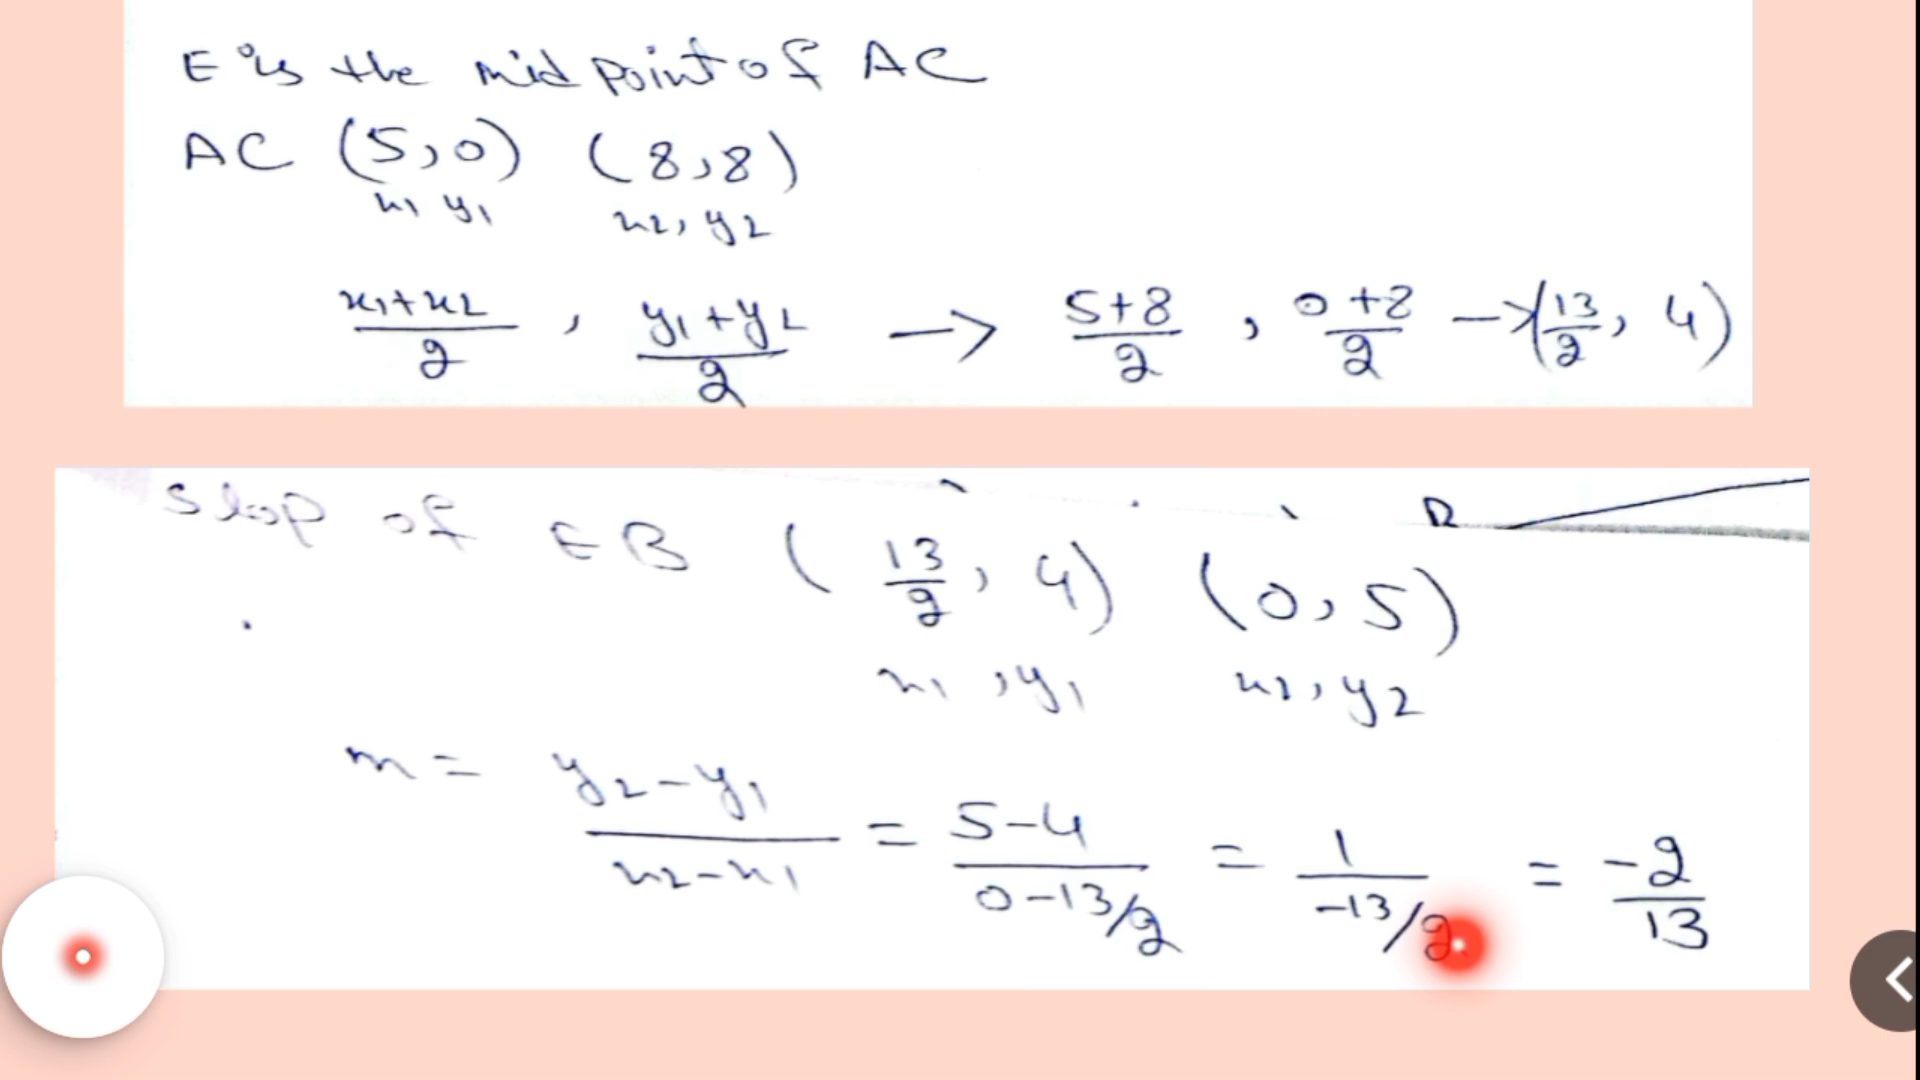 E is the mid point of AC
AC (5,0) (8,8)
x1 y1 x2, y2
x1+x2/2 , y1+y2/2 → 5+8/2 , 0+8/2 → (13/2, 4)
Slop of EB (13/2, 4) (0,5)
x1 , y1 x2, y2
m = y2-y1/x2-x1 = 5-4/0-13/2 = 1/-13/2 = -2/13